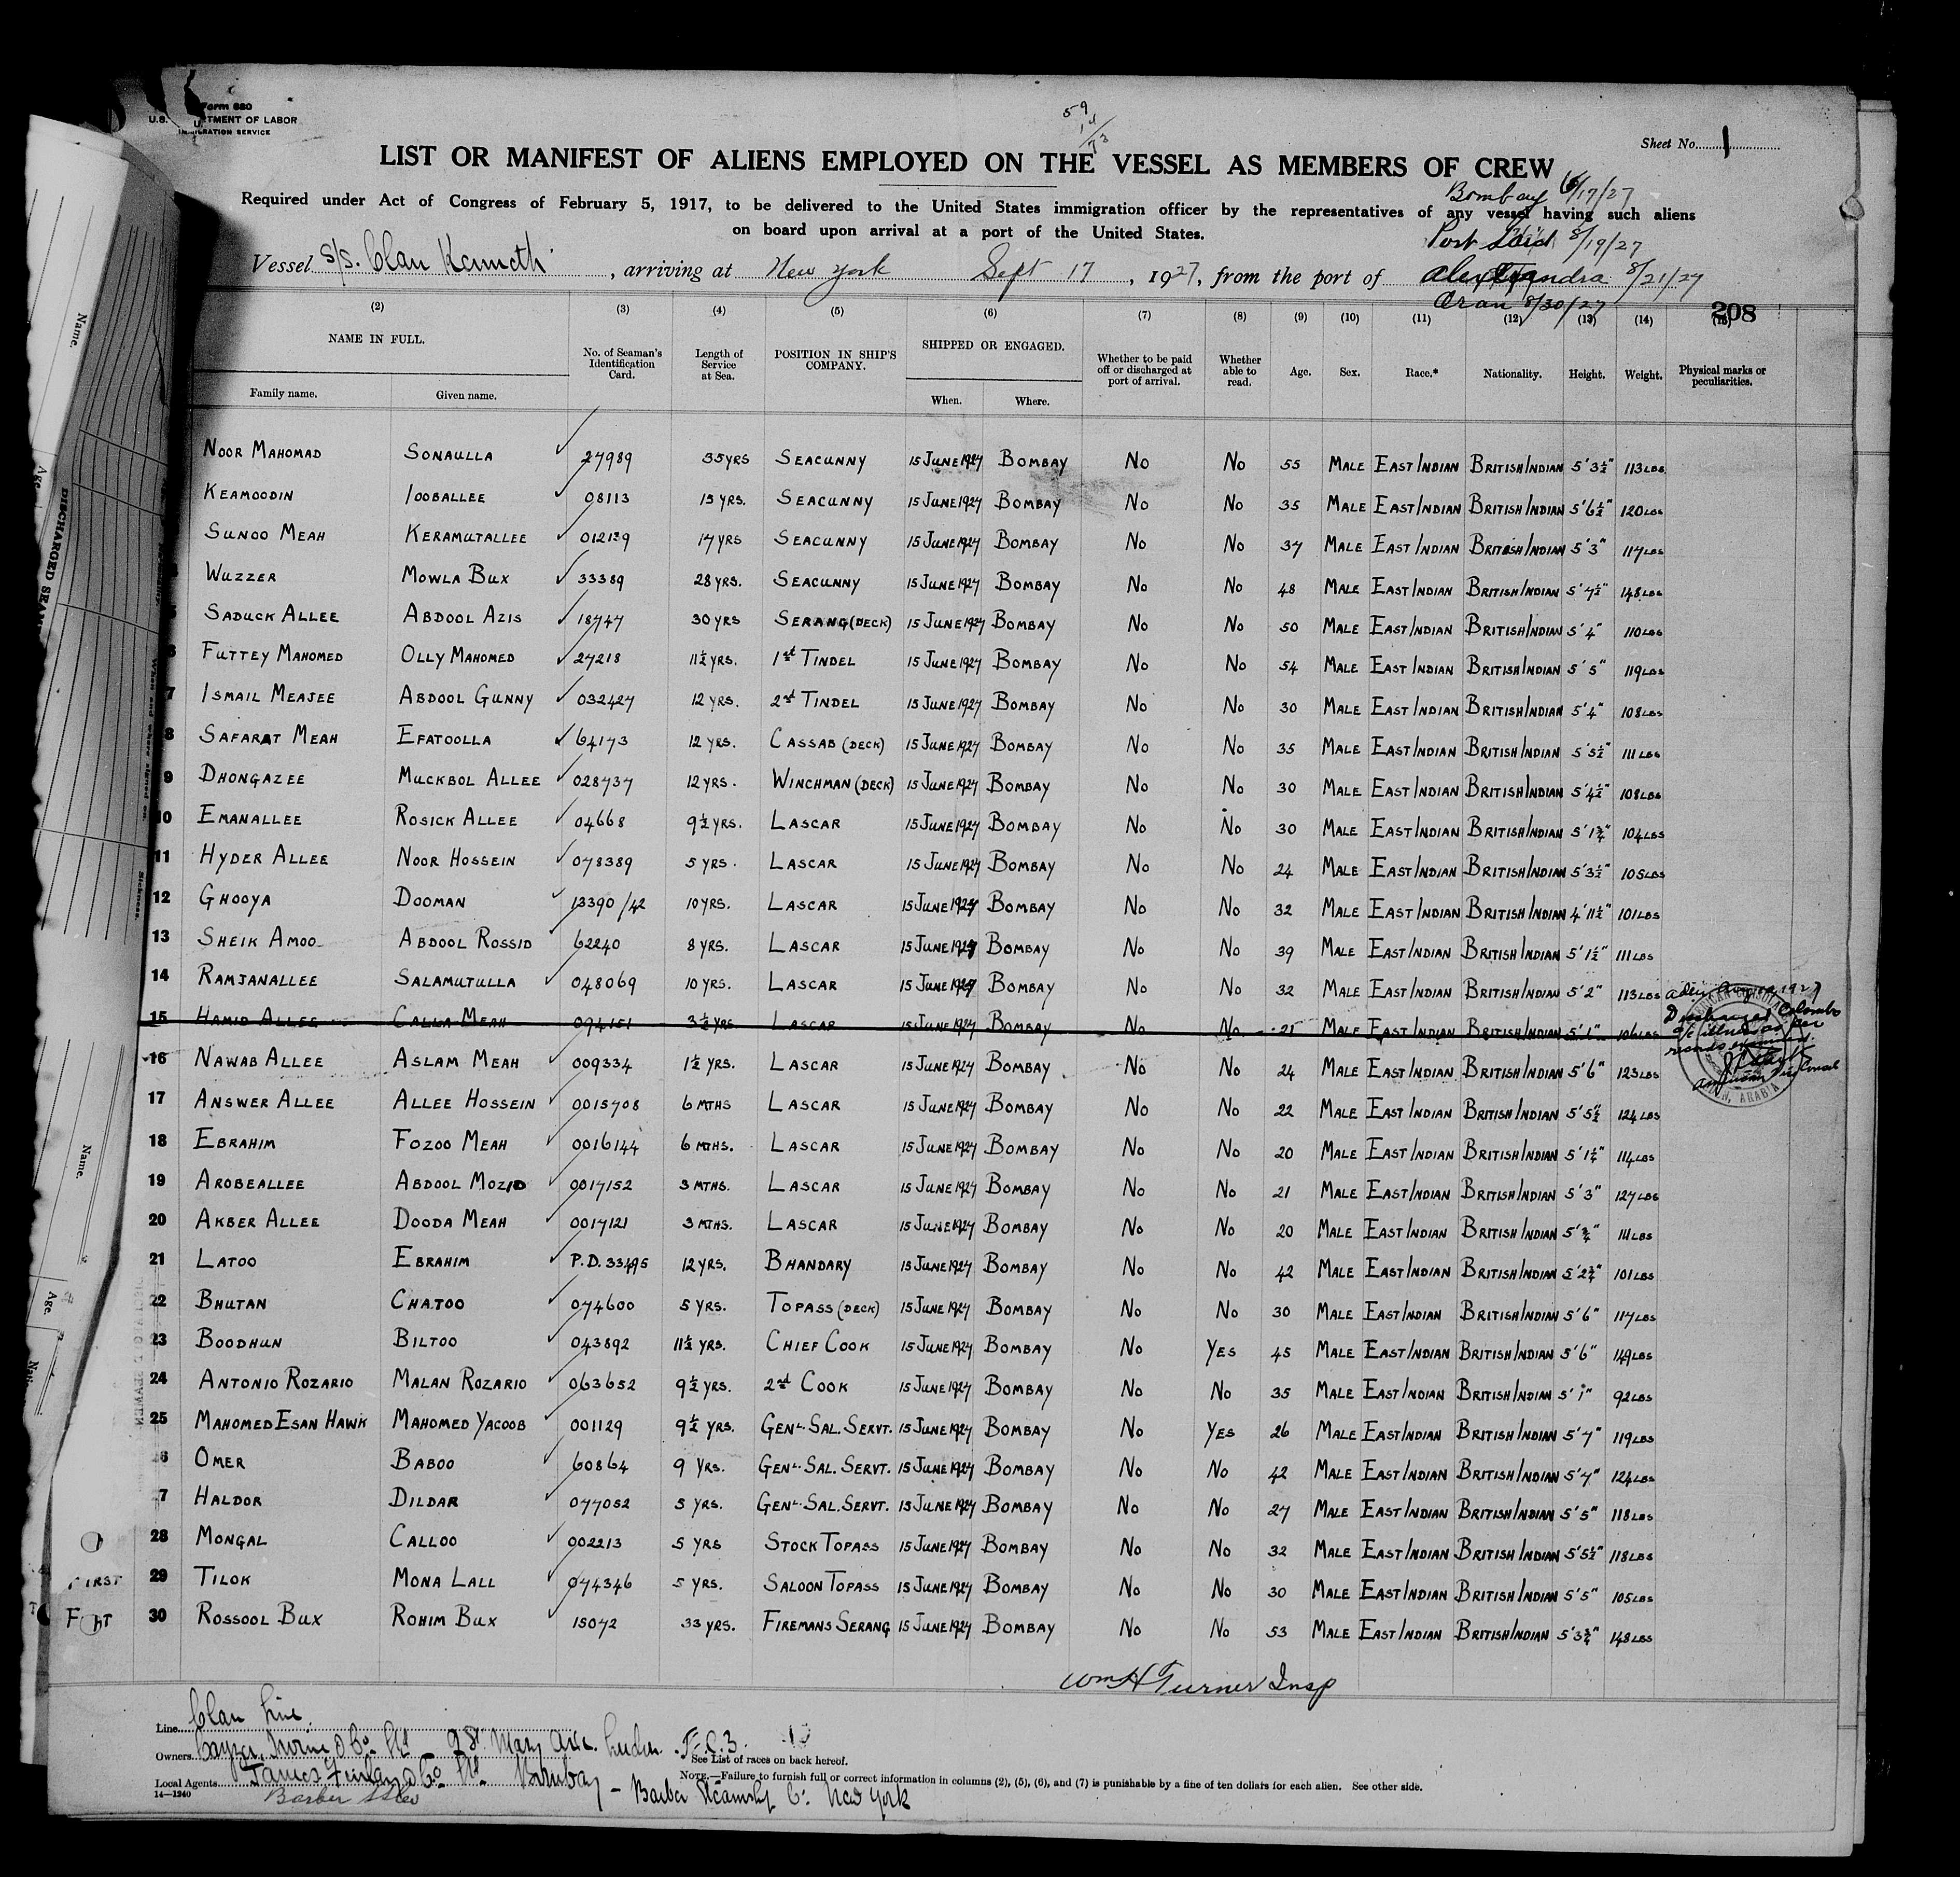 Form 680
U.S. DEPARTMENT OF LABOR
IMMIGRATION SERVICE
Sheet No. 1
LIST OR MANIFEST OF ALIENS EMPLOYED ON THE VESSEL AS MEMBERS OF CREW
Bombay 6/17/27
Required under Act of Congress of February 5, 1917, to be delivered to the United States immigration officer by the representatives of any vessel having such aliens
on board upon arrival at a port of the United States.
Port Said 8/19/27
Vessel S/S. Clan Kenneth, arriving at New York Sept 17, 1927, from the port of Alexandra 8/21/27
Oran 8/30/27
208
(2) (3) (4) (5) (6) (7) (8) (9) (10) (11) (12) (13) (14) (15)
NAME IN FULL. No. of Seaman's Identification Card. Length of Service at Sea. POSITION IN SHIP'S COMPANY. SHIPPED OR ENGAGED. Whether to be paid off or discharged at port of arrival. Whether able to read. Age. Sex. Race.* Nationality. Height. Weight. Physical marks or peculiarities.
Family name. Given name. When. Where.
NOOR MAHOMAD SONAULLA 27989 35 YRS SEACUNNY 15 JUNE 1927 BOMBAY No No 55 MALE EAST INDIAN BRITISH INDIAN 5' 3½" 113 LBS
KEAMOODIN IOOBALLEE 08113 15 YRS. SEACUNNY 15 JUNE 1927 BOMBAY No No 35 MALE EAST INDIAN BRITISH INDIAN 5' 6½" 120 LBS
SUNOO MEAH KERAMUTALLEE 012129 17 YRS SEACUNNY 15 JUNE 1927 BOMBAY No No 37 MALE EAST INDIAN BRITISH INDIAN 5' 3" 117 LBS
WUZZER MOWLA BUX 33389 28 YRS. SEACUNNY 15 JUNE 1927 BOMBAY No No 48 MALE EAST INDIAN BRITISH INDIAN 5' 7½" 148 LBS
5 SADUCK ALLEE ABDOOL AZIS 18747 30 YRS SERANG (DECK) 15 JUNE 1927 BOMBAY No No 50 MALE EAST INDIAN BRITISH INDIAN 5' 4" 110 LBS
6 FUTTEY MAHOMED OLLY MAHOMED 27218 11½ YRS. 1st TINDEL 15 JUNE 1927 BOMBAY No No 54 MALE EAST INDIAN BRITISH INDIAN 5' 5" 119 LBS
7 ISMAIL MEAJEE ABDOOL GUNNY 032427 12 YRS. 2nd TINDEL 15 JUNE 1927 BOMBAY No No 30 MALE EAST INDIAN BRITISH INDIAN 5' 4" 108 LBS
8 SAFARAT MEAH EFATOOLLA 64173 12 YRS. CASSAB (DECK) 15 JUNE 1927 BOMBAY No No 35 MALE EAST INDIAN BRITISH INDIAN 5' 5½" 111 LBS
9 DHONGAZEE MUCKBOL ALLEE 028737 12 YRS. WINCHMAN (DECK) 15 JUNE 1927 BOMBAY No No 30 MALE EAST INDIAN BRITISH INDIAN 5' 4½" 108 LBS
10 EMANALLEE ROSICK ALLEE 04668 9½ YRS. LASCAR 15 JUNE 1927 BOMBAY No No 30 MALE EAST INDIAN BRITISH INDIAN 5' 1¾" 104 LBS
11 HYDER ALLEE NOOR HOSSEIN 078389 5 YRS. LASCAR 15 JUNE 1927 BOMBAY No No 24 MALE EAST INDIAN BRITISH INDIAN 5' 3½" 105 LBS
12 GHOOYA DOOMAN 13390/42 10 YRS. LASCAR 15 JUNE 1927 BOMBAY No No 32 MALE EAST INDIAN BRITISH INDIAN 4' 11½" 101 LBS
13 SHEIK AMOO ABDOOL ROSSID 62240 8 YRS. LASCAR 15 JUNE 1927 BOMBAY No No 39 MALE EAST INDIAN BRITISH INDIAN 5' 1½" 111 LBS
14 RAMJANALLEE SALAMUTULLA 048069 10 YRS. LASCAR 15 JUNE 1927 BOMBAY No No 32 MALE EAST INDIAN BRITISH INDIAN 5' 2" 113 LBS
15 HAMID ALLEE CALLA MEAH 094151 3½ YRS LASCAR 15 JUNE 1927 BOMBAY No No 21 MALE EAST INDIAN BRITISH INDIAN 5' 1" 106 LBS
Discharged Colombo
16 NAWAB ALLEE ASLAM MEAH 009334 1½ YRS. LASCAR 15 JUNE 1927 BOMBAY No No 24 MALE EAST INDIAN BRITISH INDIAN 5' 6" 123 LBS
17 ANSWER ALLEE ALLEE HOSSEIN 0015708 6 MTHS LASCAR 15 JUNE 1927 BOMBAY No No 22 MALE EAST INDIAN BRITISH INDIAN 5' 5½" 124 LBS
18 EBRAHIM FOZOO MEAH 0016144 6 MTHS. LASCAR 15 JUNE 1927 BOMBAY No No 20 MALE EAST INDIAN BRITISH INDIAN 5' 1¼" 114 LBS
19 AROBEALLEE ABDOOL MOZID 0017152 3 MTHS. LASCAR 15 JUNE 1927 BOMBAY No No 21 MALE EAST INDIAN BRITISH INDIAN 5' 3" 127 LBS
20 AKBER ALLEE DOODA MEAH 0017121 3 MTHS. LASCAR 15 JUNE 1927 BOMBAY No No 20 MALE EAST INDIAN BRITISH INDIAN 5' ¾" 111 LBS
21 LATOO EBRAHIM P.D. 33495 12 YRS. BHANDARY 15 JUNE 1927 BOMBAY No No 42 MALE EAST INDIAN BRITISH INDIAN 5' 2¾" 101 LBS
22 BHUTAN CHATOO 074600 5 YRS. TOPASS (DECK) 15 JUNE 1927 BOMBAY No No 30 MALE EAST INDIAN BRITISH INDIAN 5' 6" 117 LBS
23 BOODHUN BILTOO 043892 11½ YRS. CHIEF COOK 15 JUNE 1927 BOMBAY No YES 45 MALE EAST INDIAN BRITISH INDIAN 5' 6" 149 LBS
24 ANTONIO ROZARIO MALAN ROZARIO 063652 9½ YRS. 2nd COOK 15 JUNE 1927 BOMBAY No No 35 MALE EAST INDIAN BRITISH INDIAN 5' 1" 92 LBS
25 MAHOMED ESAN HAWK MAHOMED YACOOB 001129 9½ YRS. GENL. SAL. SERVT. 15 JUNE 1927 BOMBAY No YES 26 MALE EAST INDIAN BRITISH INDIAN 5' 7" 119 LBS
26 OMER BABOO 60864 9 YRS. GENL. SAL. SERVT. 15 JUNE 1927 BOMBAY No No 42 MALE EAST INDIAN BRITISH INDIAN 5' 7" 124 LBS
7 HALDOR DILDAR 077052 5 YRS. GENL. SAL. SERVT. 15 JUNE 1927 BOMBAY No No 27 MALE EAST INDIAN BRITISH INDIAN 5' 5" 118 LBS
28 MONGAL CALLOO 002213 5 YRS STOCK TOPASS 15 JUNE 1927 BOMBAY No No 32 MALE EAST INDIAN BRITISH INDIAN 5' 5½" 118 LBS
29 TILOK MONA LALL 074346 5 YRS. SALOON TOPASS 15 JUNE 1927 BOMBAY No No 30 MALE EAST INDIAN BRITISH INDIAN 5' 5" 105 LBS
30 ROSSOOL BUX ROHIM BUX 15072 33 YRS. FIREMANS SERANG 15 JUNE 1927 BOMBAY No No 53 MALE EAST INDIAN BRITISH INDIAN 5' 3¾" 148 LBS
Wm H Turner Insp
Line Clan Line
Owners Cayzer, Irvine & Co. Ltd 9 St. Mary Axe. London.
See List of races on back hereof.
Local Agents James Finlay & Co. Ltd. Bombay - Barber Steamship Co. New York
NOTE.—Failure to furnish full or correct information in columns (2), (5), (6), and (7) is punishable by a fine of ten dollars for each alien. See other side.
14—1940